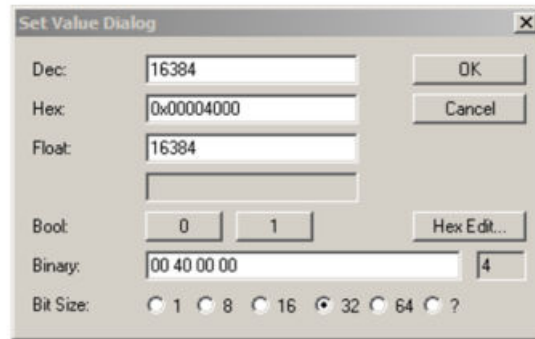 Set Value Dialog
Dec: 16384 OK
Hex: 0x00004000 Cancel
Float: 16384
Bool: 0 1 Hex Edit...
Binary: 00 40 00 00 4
Bit Size: 1 8 16 32 64 ?